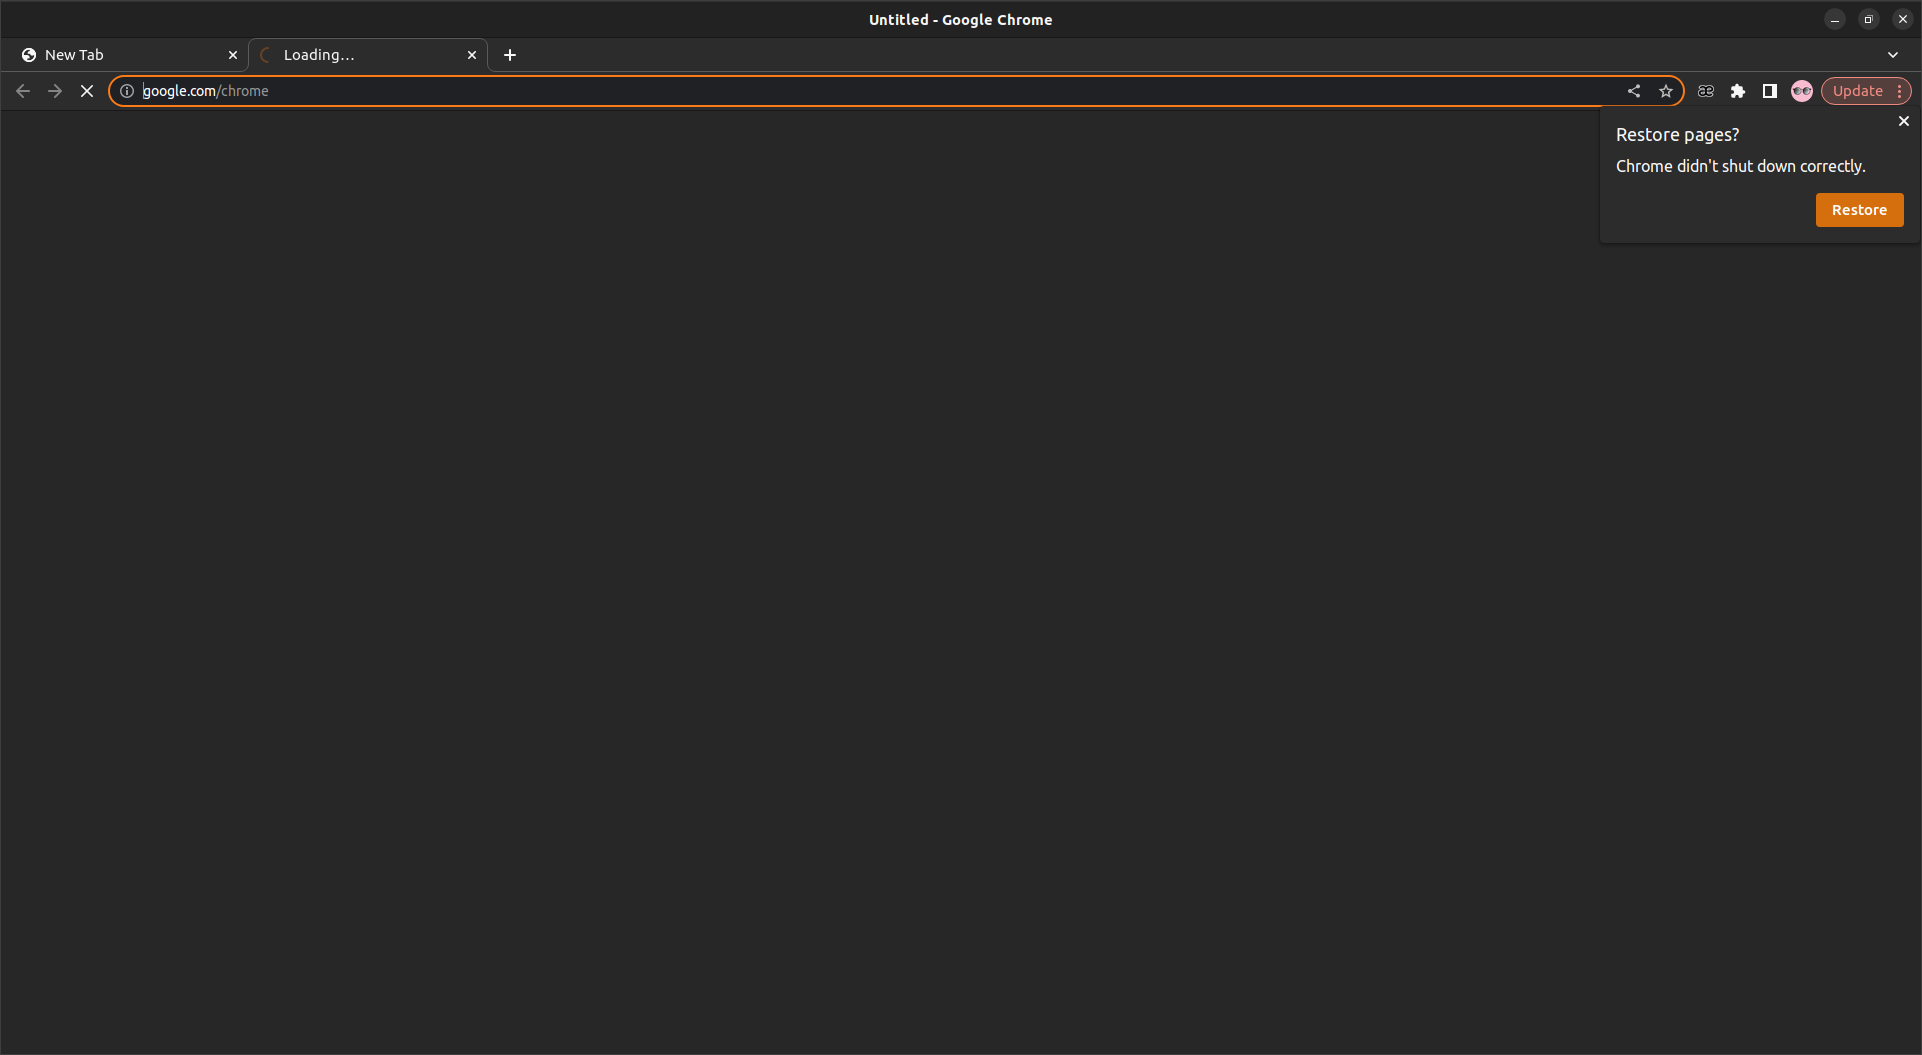 Untitled - Google Chrome
New Tab
Loading...
google.com/chrome
æ
Update
Restore pages?
Chrome didn't shut down correctly.
Restore